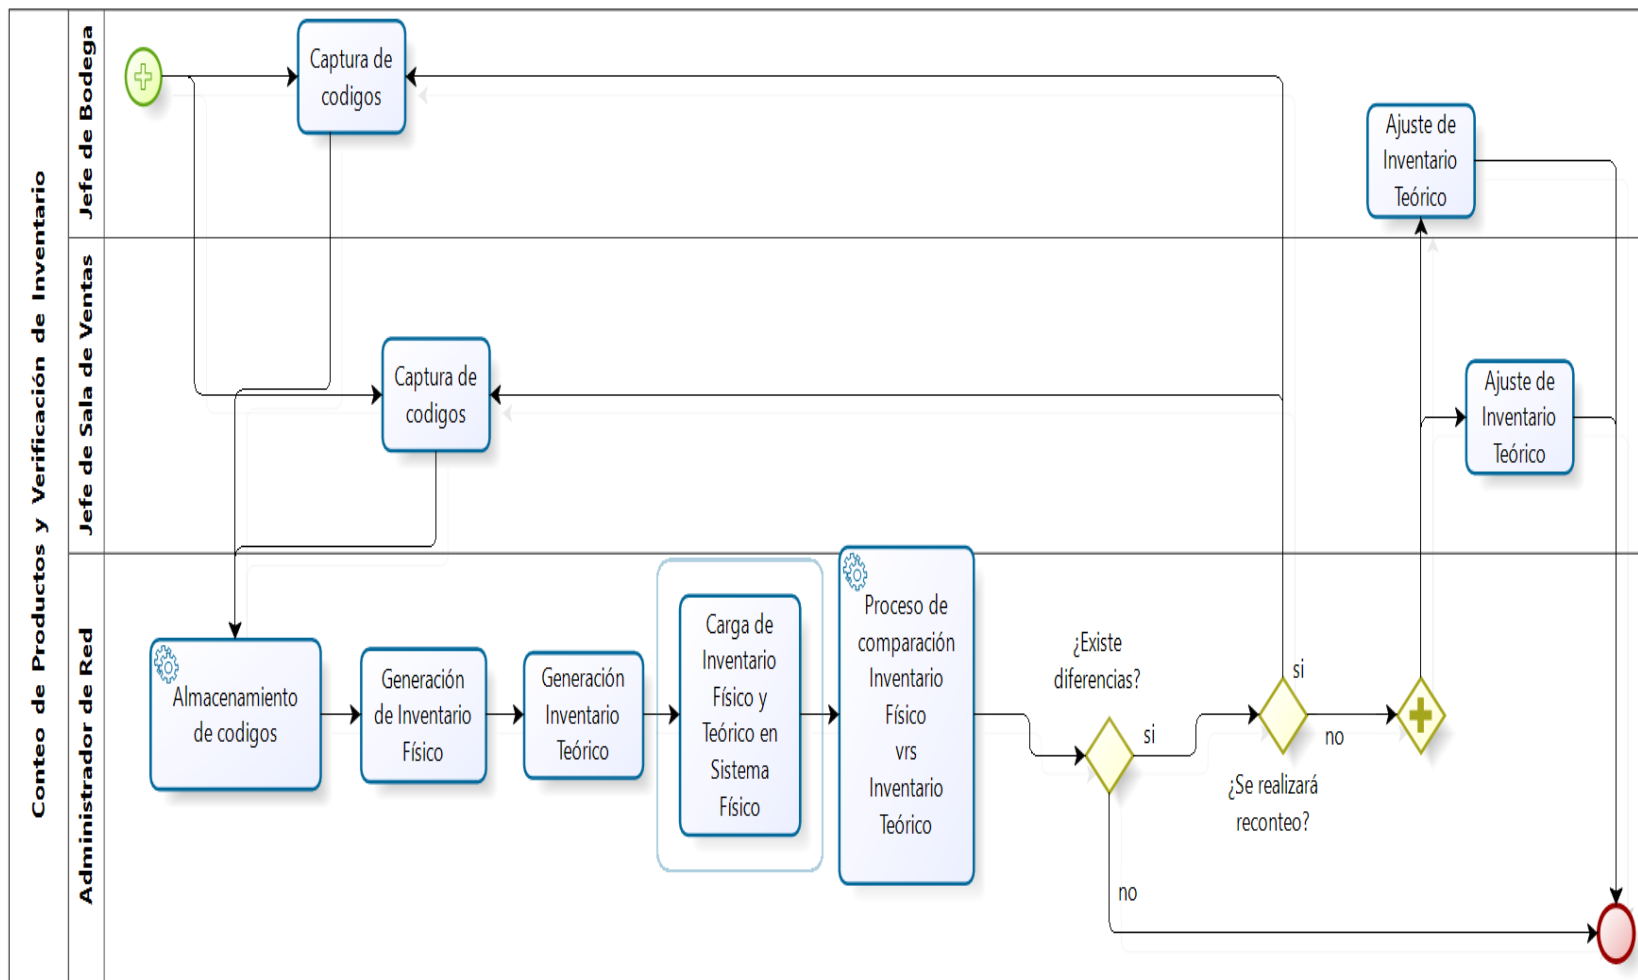 Conteo de Productos y Verificación de Inventario
Jefe de Bodega
Captura de
codigos
Ajuste de
Inventario
Teórico
Jefe de Sala de Ventas
Captura de
codigos
Ajuste de
Inventario
Teórico
Administrador de Red
Almacenamiento
de codigos
Generación
de Inventario
Físico
Generación
Inventario
Teórico
Carga de
Inventario
Físico y
Teórico en
Sistema
Físico
Proceso de
comparación
Inventario
Físico
vrs
Inventario
Teórico
¿Existe
diferencias?
si
no
si
no
¿Se realizará
reconteo?